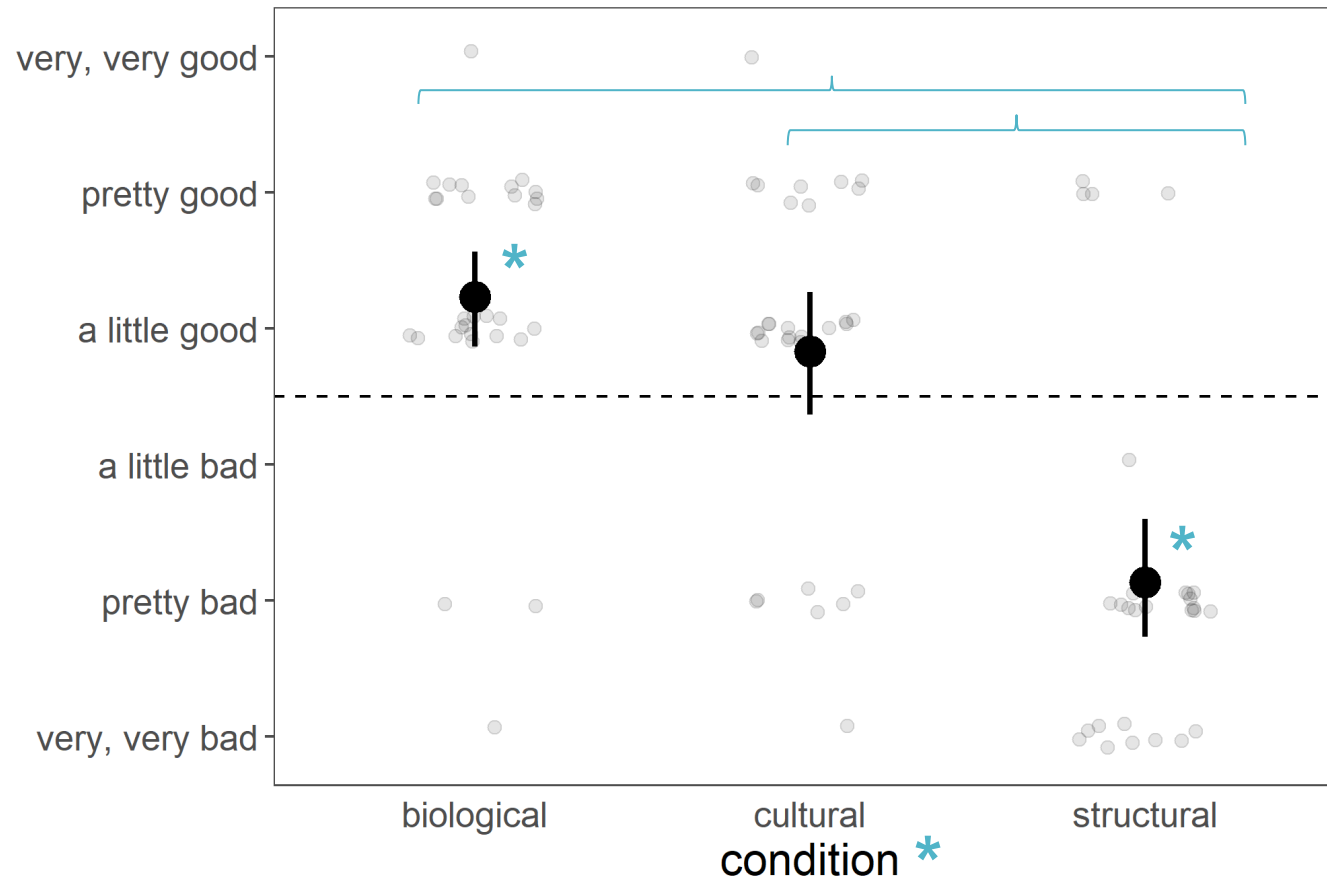 very, very good
pretty good
a little good
a little bad
pretty bad
very, very bad
biological cultural structural
condition *